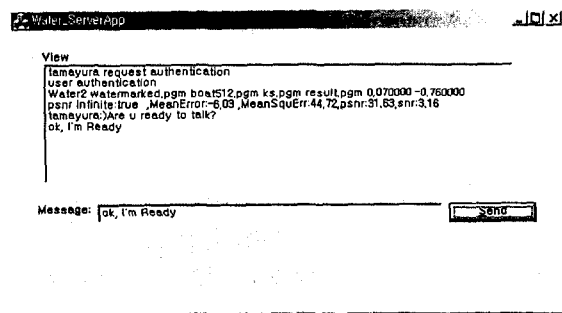 Water_ServerApp
View
tamayura request authentication
user authentication
Water2 watermarked,pgm boat512,pgm ks,pgm result,pgm 0,070000 -0,760000
psnr Infinite:true ,MeanError:-6,03 ,MeanSquErr:44,72,psnr:31,63,snr:3,16
tamayura:)Are u ready to talk?
ok, I'm Ready
Message: ok, I'm Ready Send